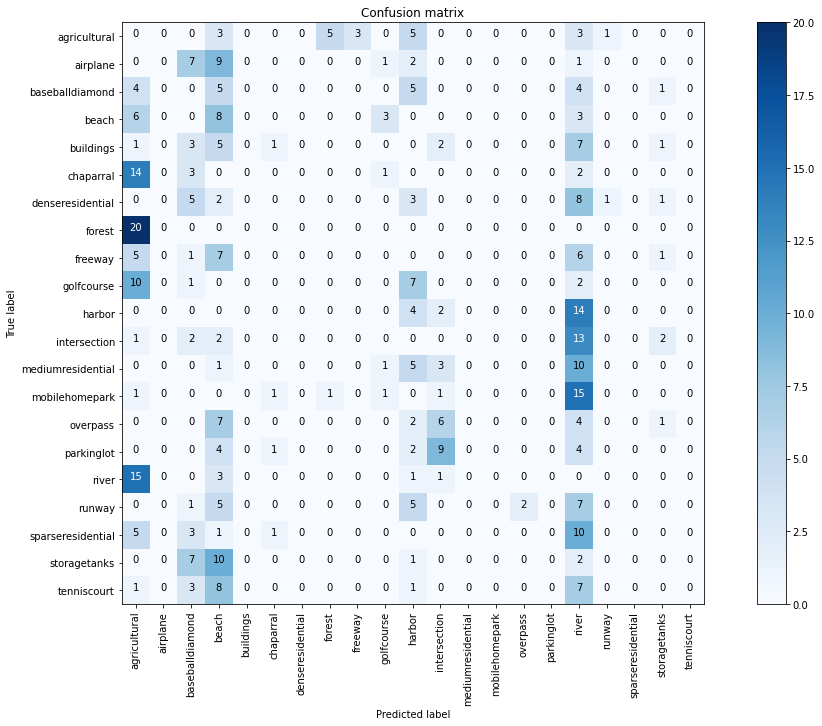 Confusion matrix
agricultural 0 0 0 3 0 0 0 5 3 0 5 0 0 0 0 0 3 1 0 0 0
airplane 0 0 7 9 0 0 0 0 0 1 2 0 0 0 0 0 1 0 0 0 0
baseballdiamond 4 0 0 5 0 0 0 0 0 0 5 0 0 0 0 0 4 0 0 1 0
beach 6 0 0 8 0 0 0 0 0 3 0 0 0 0 0 0 3 0 0 0 0
buildings 1 0 3 5 0 1 0 0 0 0 0 2 0 0 0 0 7 0 0 1 0
chaparral 14 0 3 0 0 0 0 0 0 1 0 0 0 0 0 0 2 0 0 0 0
denseresidential 0 0 5 2 0 0 0 0 0 0 3 0 0 0 0 0 8 1 0 1 0
forest 20 0 0 0 0 0 0 0 0 0 0 0 0 0 0 0 0 0 0 0 0
freeway 5 0 1 7 0 0 0 0 0 0 0 0 0 0 0 0 6 0 0 1 0
golfcourse 10 0 1 0 0 0 0 0 0 0 7 0 0 0 0 0 2 0 0 0 0
harbor 0 0 0 0 0 0 0 0 0 0 4 2 0 0 0 0 14 0 0 0 0
intersection 1 0 2 2 0 0 0 0 0 0 0 0 0 0 0 0 13 0 0 2 0
mediumresidential 0 0 0 1 0 0 0 0 0 1 5 3 0 0 0 0 10 0 0 0 0
mobilehomepark 1 0 0 0 0 1 0 1 0 1 0 1 0 0 0 0 15 0 0 0 0
overpass 0 0 0 7 0 0 0 0 0 0 2 6 0 0 0 0 4 0 0 1 0
parkinglot 0 0 0 4 0 1 0 0 0 0 2 9 0 0 0 0 4 0 0 0 0
river 15 0 0 3 0 0 0 0 0 0 1 1 0 0 0 0 0 0 0 0 0
runway 0 0 1 5 0 0 0 0 0 0 5 0 0 0 2 0 7 0 0 0 0
sparseresidential 5 0 3 1 0 1 0 0 0 0 0 0 0 0 0 0 10 0 0 0 0
storagetanks 0 0 7 10 0 0 0 0 0 0 1 0 0 0 0 0 2 0 0 0 0
tenniscourt 1 0 3 8 0 0 0 0 0 0 1 0 0 0 0 0 7 0 0 0 0
True label
agricultural
airplane
baseballdiamond
beach
buildings
chaparral
denseresidential
forest
freeway
golfcourse
harbor
intersection
mediumresidential
mobilehomepark
overpass
parkinglot
river
runway
sparseresidential
storagetanks
tenniscourt
Predicted label
20.0
17.5
15.0
12.5
10.0
7.5
5.0
2.5
0.0